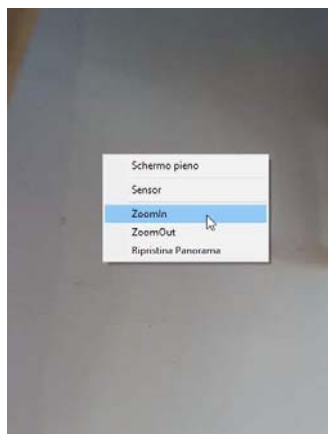 Schermo pieno
Sensor
ZoomIn
ZoomOut
Ripristina Panorama